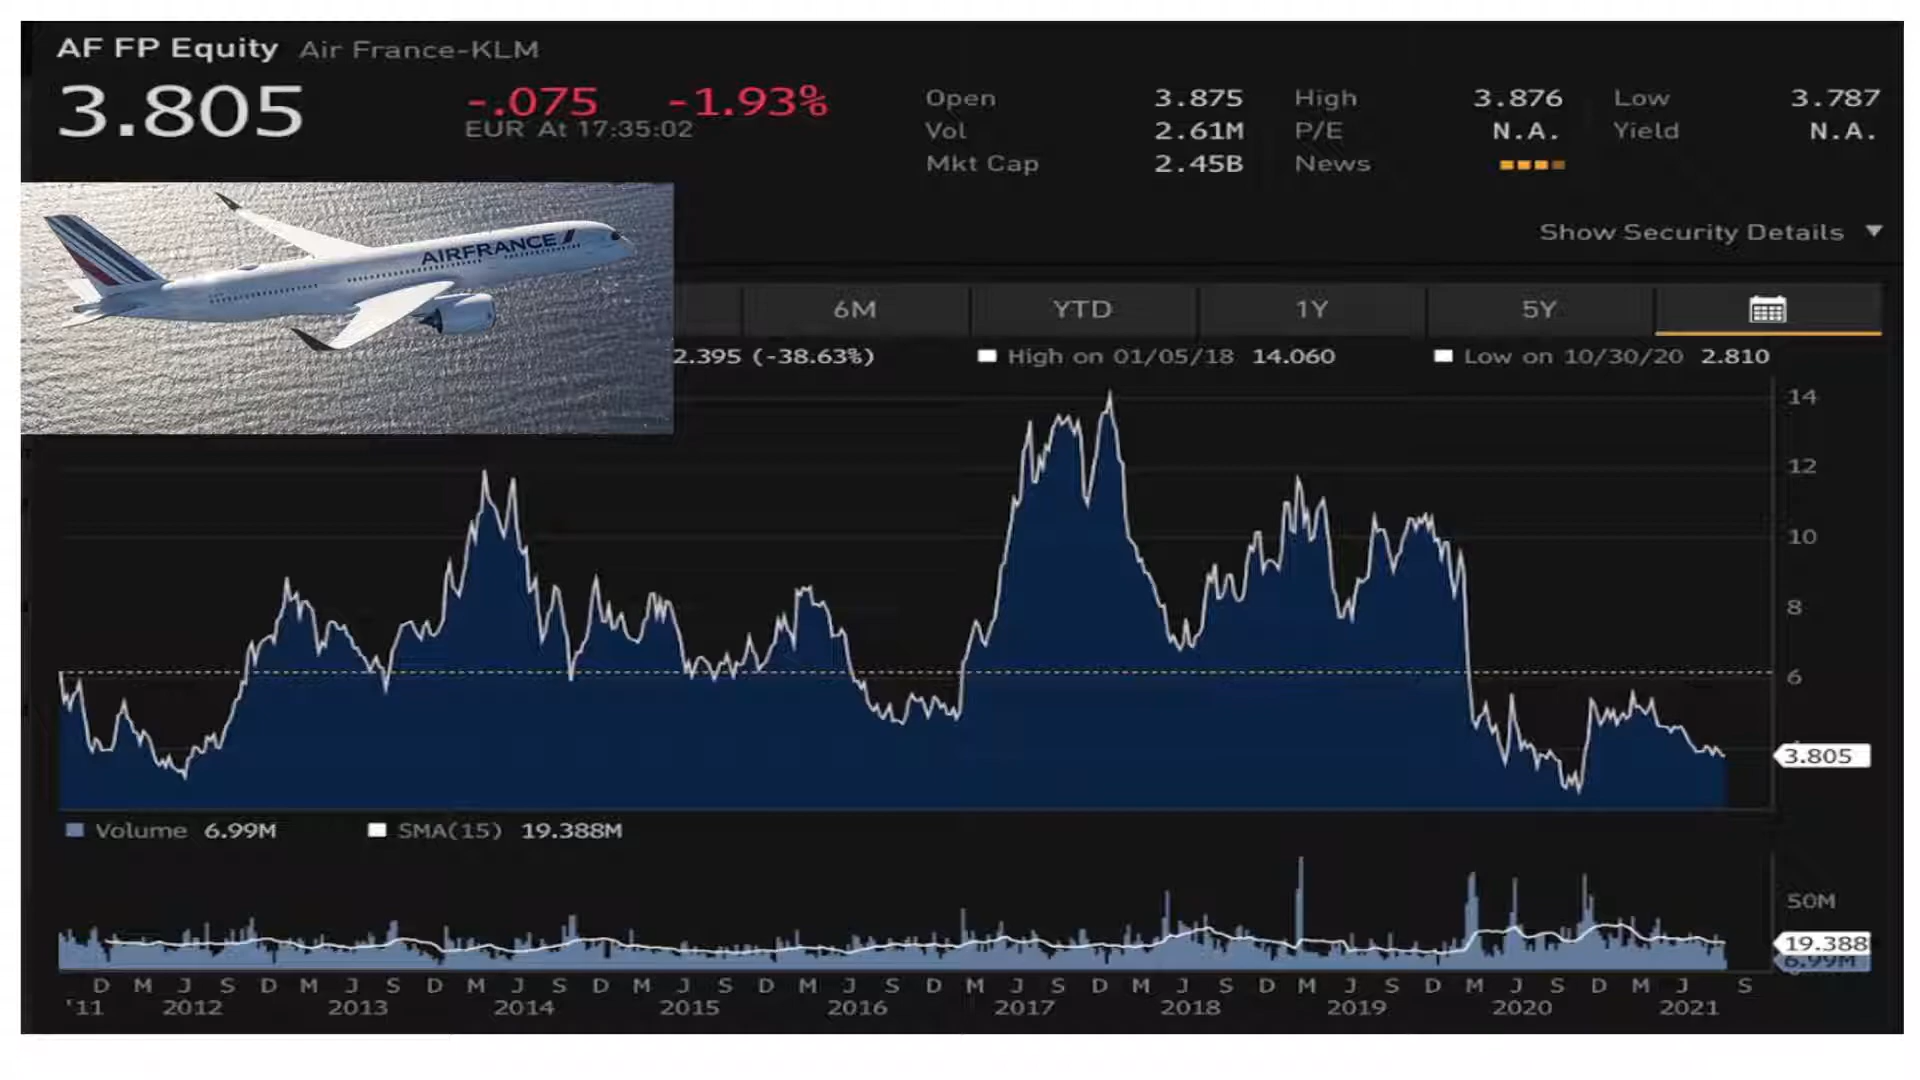 AF FP Equity Air France-KLM
3.805 -.075 -1.93%
EUR At 17:35:02
Open 3.875 High 3.876 Low 3.787
Vol 2.61M P/E N.A. Yield N.A.
Mkt Cap 2.45B News
AIRFRANCE
Show Security Details
6M YTD 1Y 5Y
2.395 (-38.63%) High on 01/05/18 14.060 Low on 10/30/20 2.810
14
12
10
8
6
3.805
Volume 6.99M SMA(15) 19.388M
50M
19.388
6.99M
D M J S D M J S D M J S D M J S D M J S D M J S D M J S D M J S D M J S D M J S
'11 2012 2013 2014 2015 2016 2017 2018 2019 2020 2021